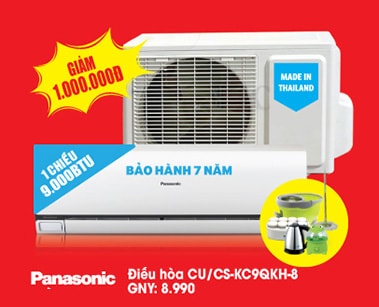 GIẢM
1.000.000Đ
MADE IN
THAILAND
1 CHIỀU
9.000BTU
BẢO HÀNH 7 NĂM
Panasonic
Panasonic
Điều hòa CU/CS-KC9QKH-8
GNY: 8.990